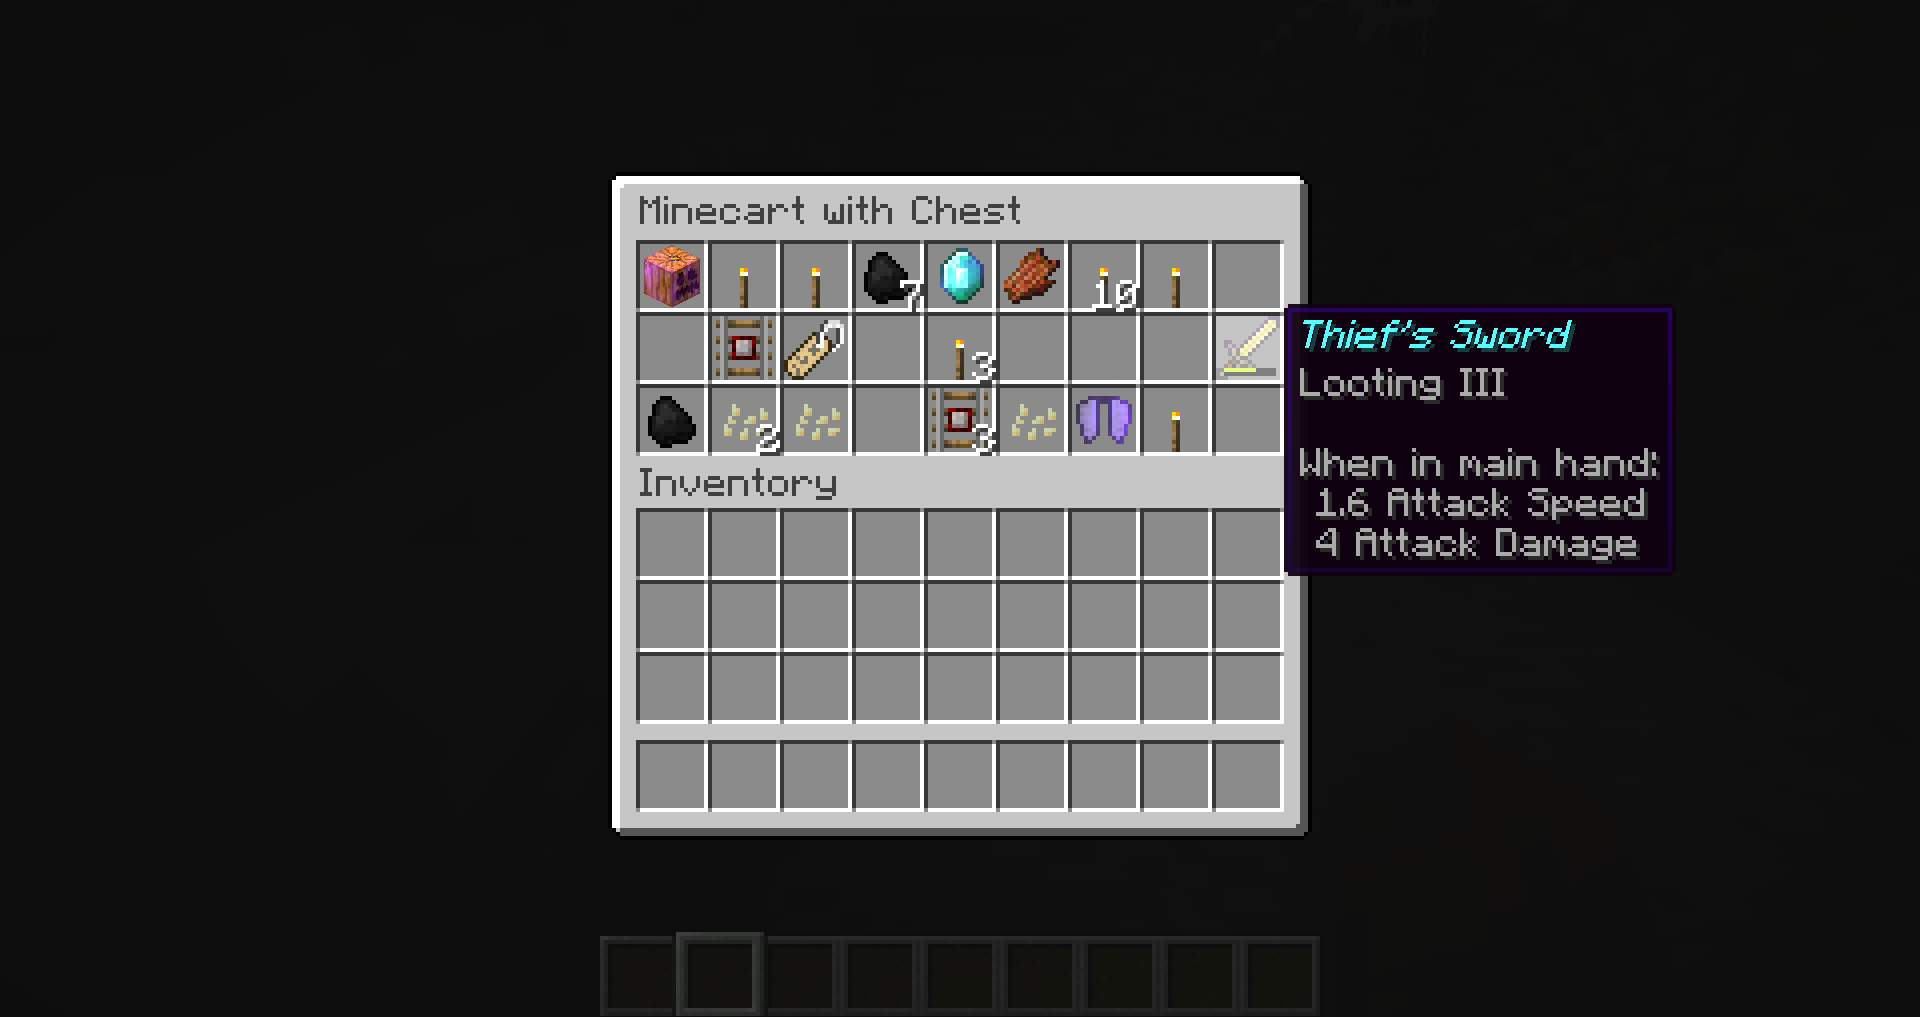 Minecart with Chest
7
10
3
2
3
Thief's Sword
Looting III
When in main hand:
1.6 Attack Speed
4 Attack Damage
Inventory